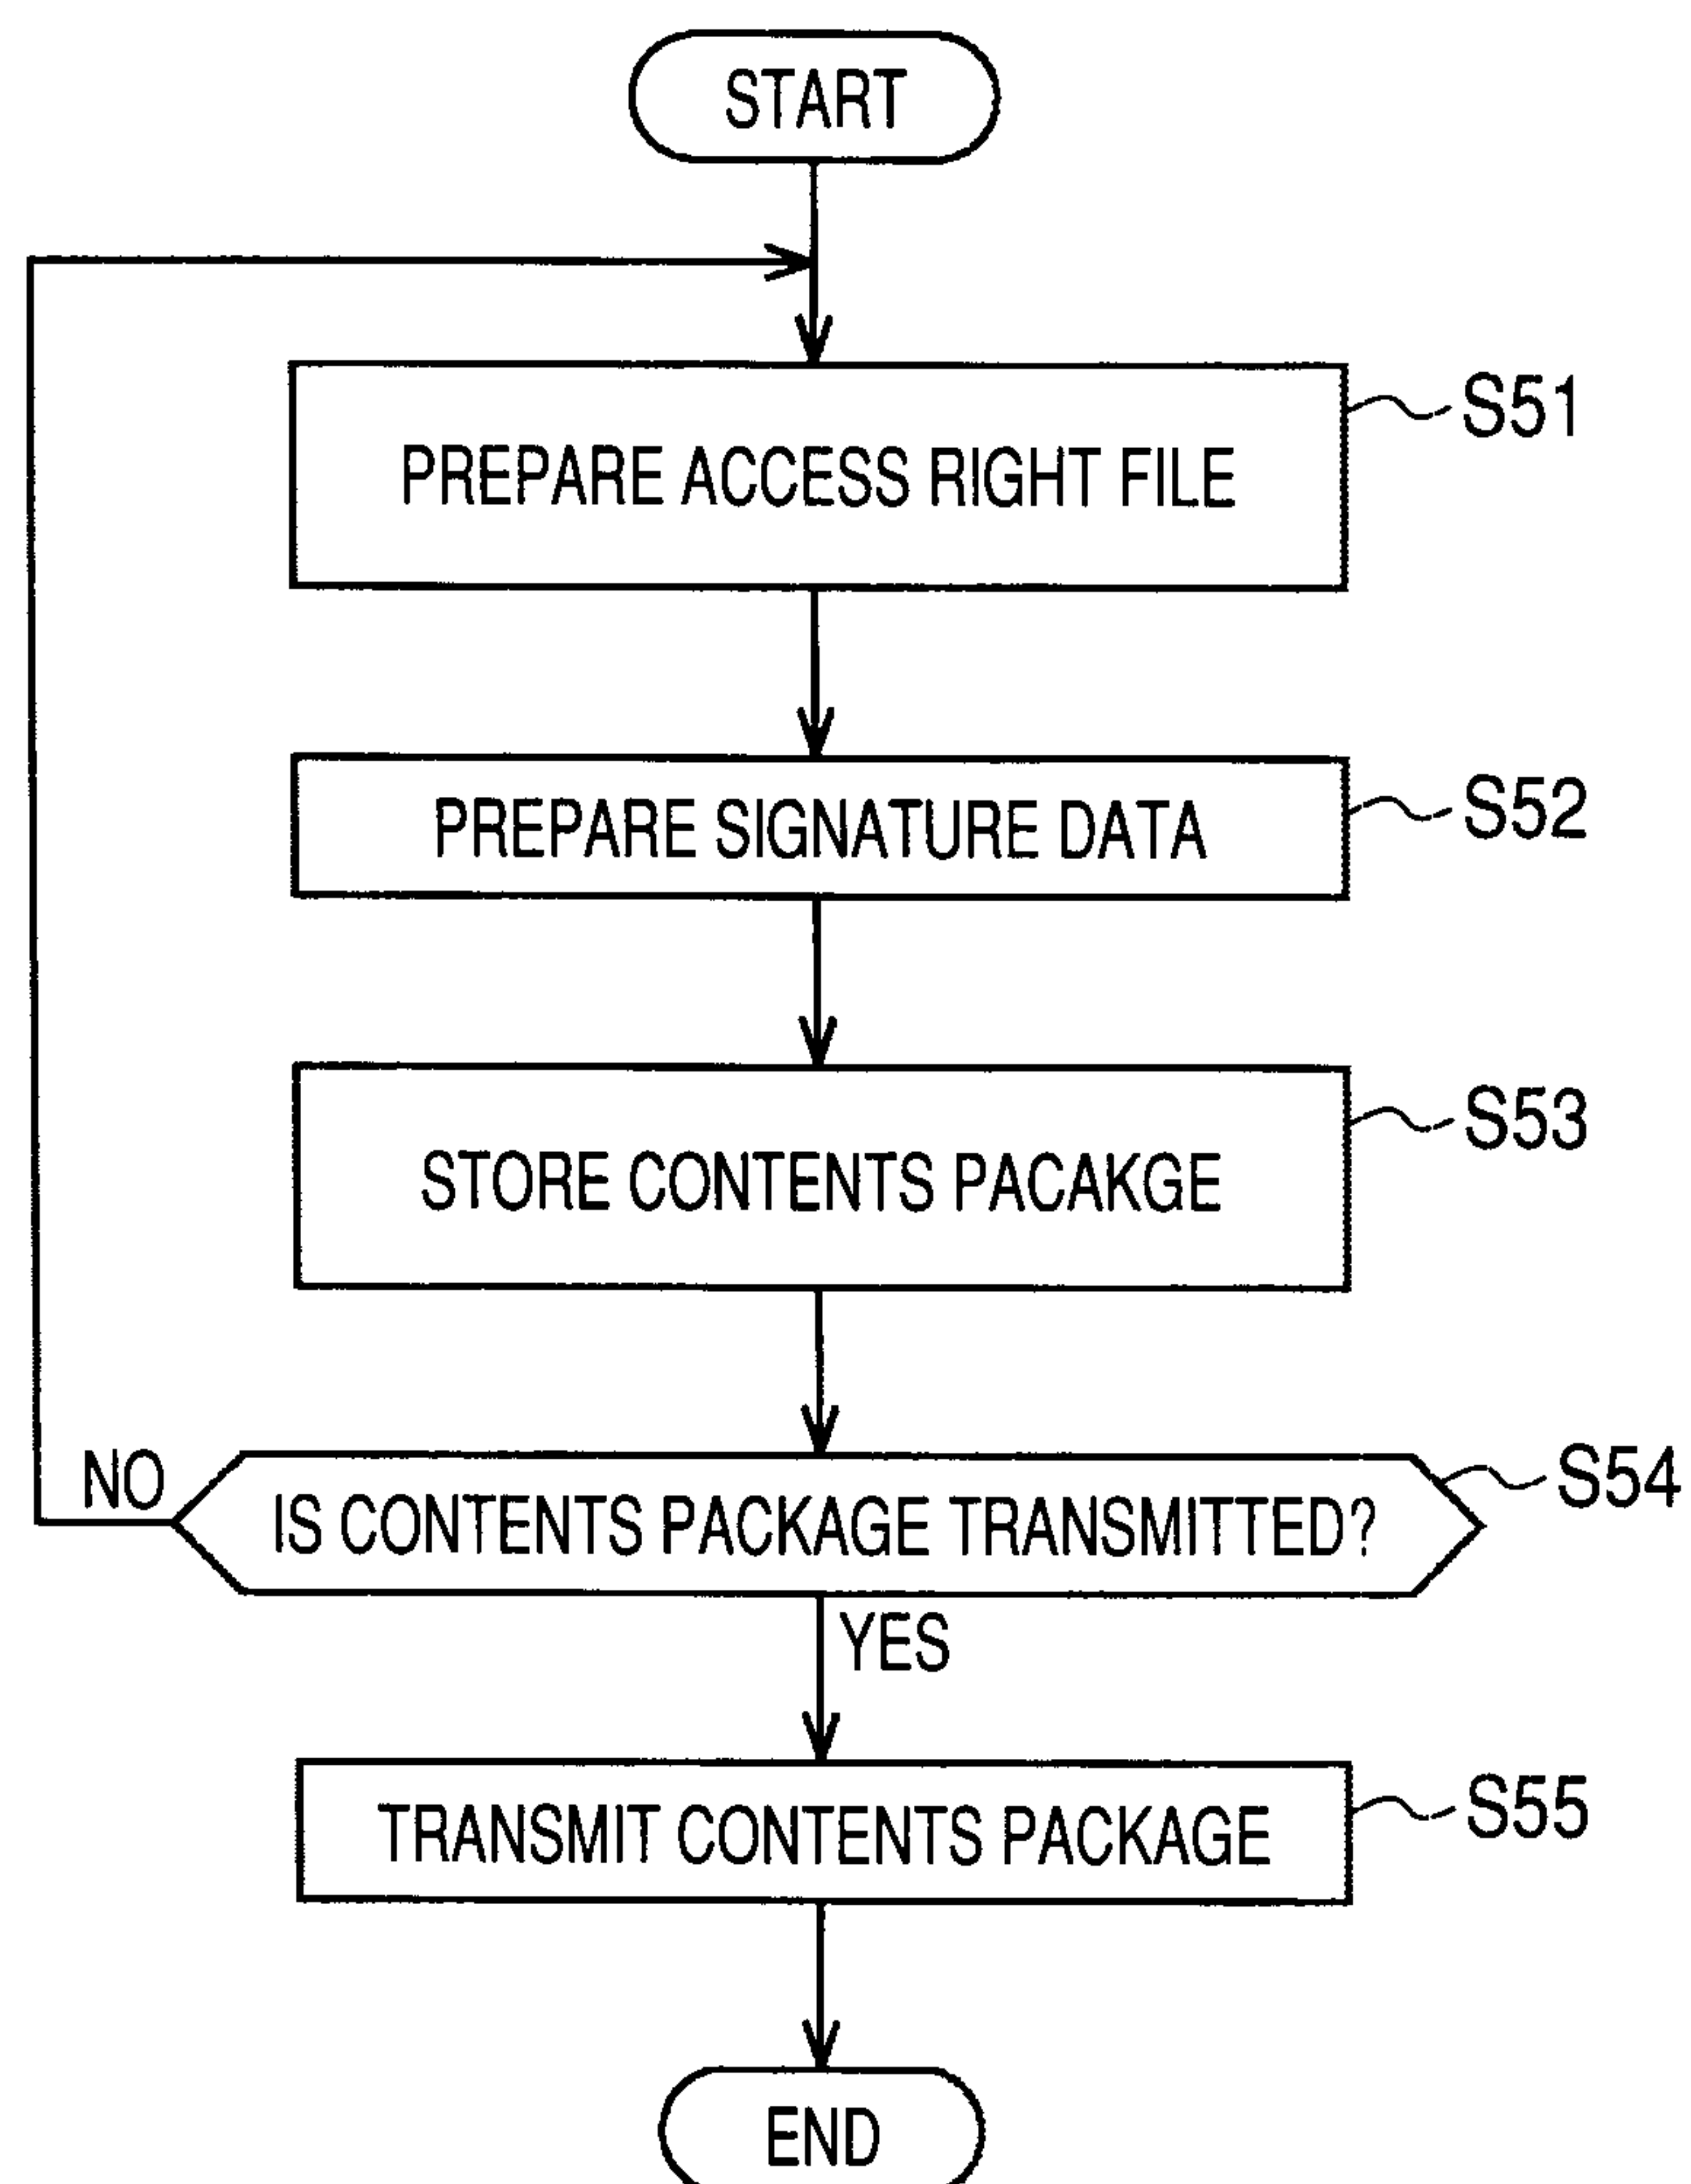 START
PREPARE ACCESS RIGHT FILE
S51
PREPARE SIGNATURE DATA
S52
STORE CONTENTS PACAKGE
S53
NO
IS CONTENTS PACKAGE TRANSMITTED?
S54
YES
TRANSMIT CONTENTS PACKAGE
S55
END